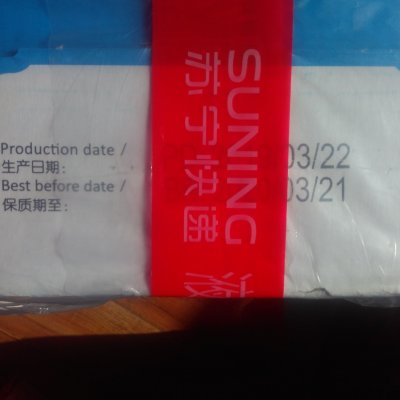 Production date /
生产日期:
03/22
Best before date /
保质期至:
03/21
SUNING
苏宁快递 液